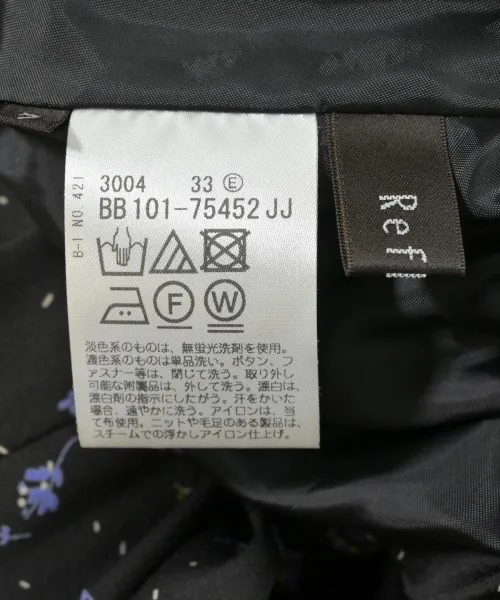 3004 33 Ⓔ
BB101-75452JJ
B-1 NO 421
F W
淡色系のものは、無蛍光洗剤を使用。
濃色系のものは単品洗い。ボタン、フ
ァスナー等は、閉じて洗う。取り外し
可能な附属品は、外して洗う。漂白は、
漂白剤の指示にしたがう。汗をかいた
場合、速やかに洗う。アイロンは、当
て布使用。ニットや毛足のある製品は、
スチームでの浮かしアイロン仕上げ。
Ref